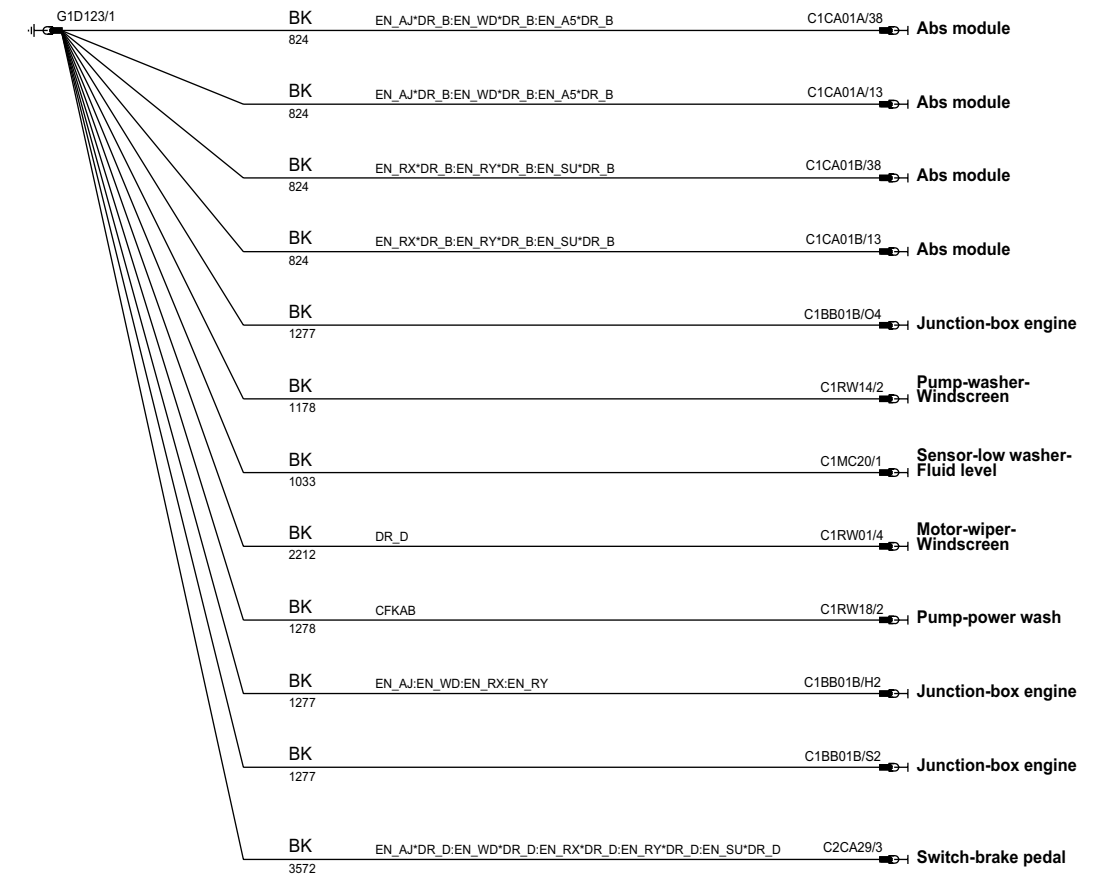 G1D123/1
BK EN_AJ*DR_B:EN_WD*DR_B:EN_A5*DR_B C1CA01A/38 Abs module
824
BK EN_AJ*DR_B:EN_WD*DR_B:EN_A5*DR_B C1CA01A/13 Abs module
824
BK EN_RX*DR_B:EN_RY*DR_B:EN_SU*DR_B C1CA01B/38 Abs module
824
BK EN_RX*DR_B:EN_RY*DR_B:EN_SU*DR_B C1CA01B/13 Abs module
824
BK C1BB01B/O4 Junction-box engine
1277
BK C1RW14/2 Pump-washer-
Windscreen
1178
BK C1MC20/1 Sensor-low washer-
Fluid level
1033
BK DR_D C1RW01/4 Motor-wiper-
Windscreen
2212
BK CFKAB C1RW18/2 Pump-power wash
1278
BK EN_AJ:EN_WD:EN_RX:EN_RY C1BB01B/H2 Junction-box engine
1277
BK C1BB01B/S2 Junction-box engine
1277
BK EN_AJ*DR_D:EN_WD*DR_D:EN_RX*DR_D:EN_RY*DR_D:EN_SU*DR_D C2CA29/3 Switch-brake pedal
3572